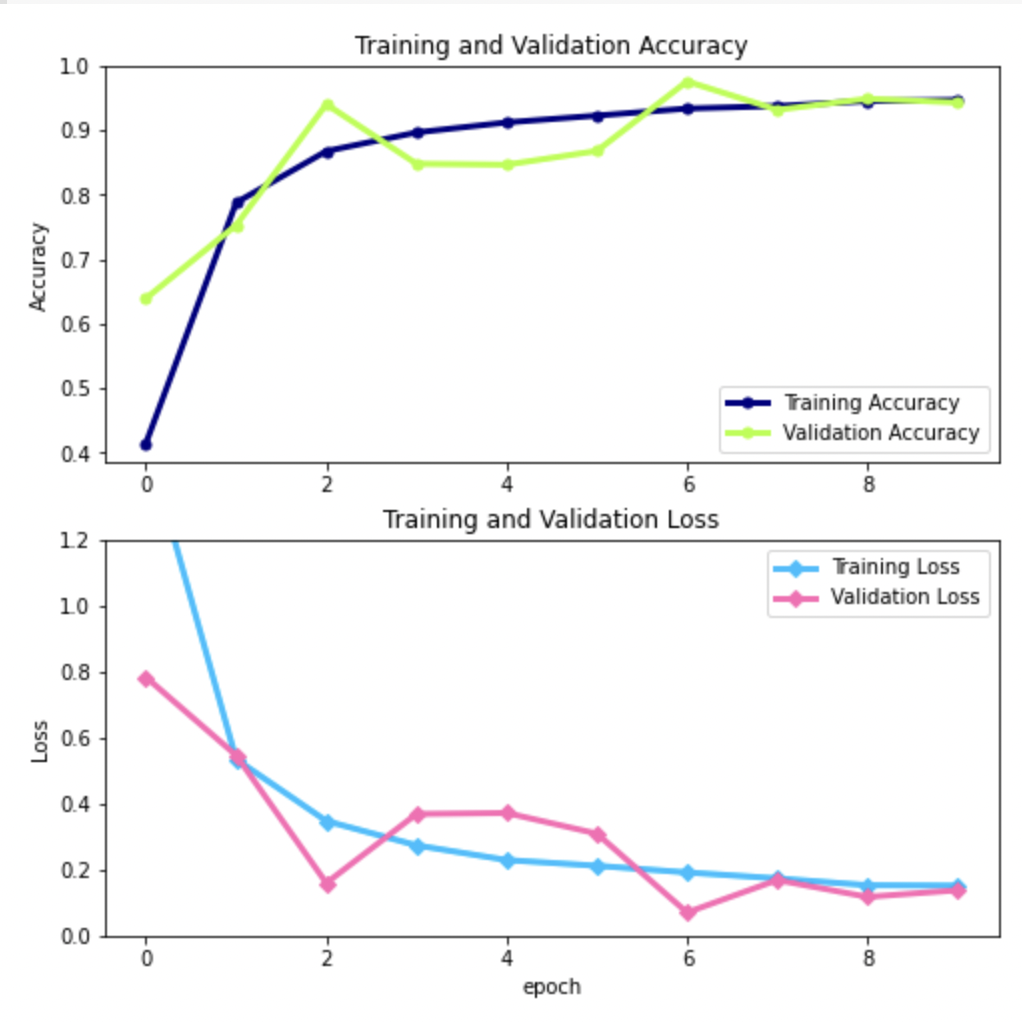 Training and Validation Accuracy
1.0
0.9
0.8
0.7
0.6
0.5
0.4
Accuracy
Training Accuracy
Validation Accuracy
0 2 4 6 8
Training and Validation Loss
1.2
1.0
0.8
0.6
0.4
0.2
0.0
Loss
Training Loss
Validation Loss
0 2 4 6 8
epoch